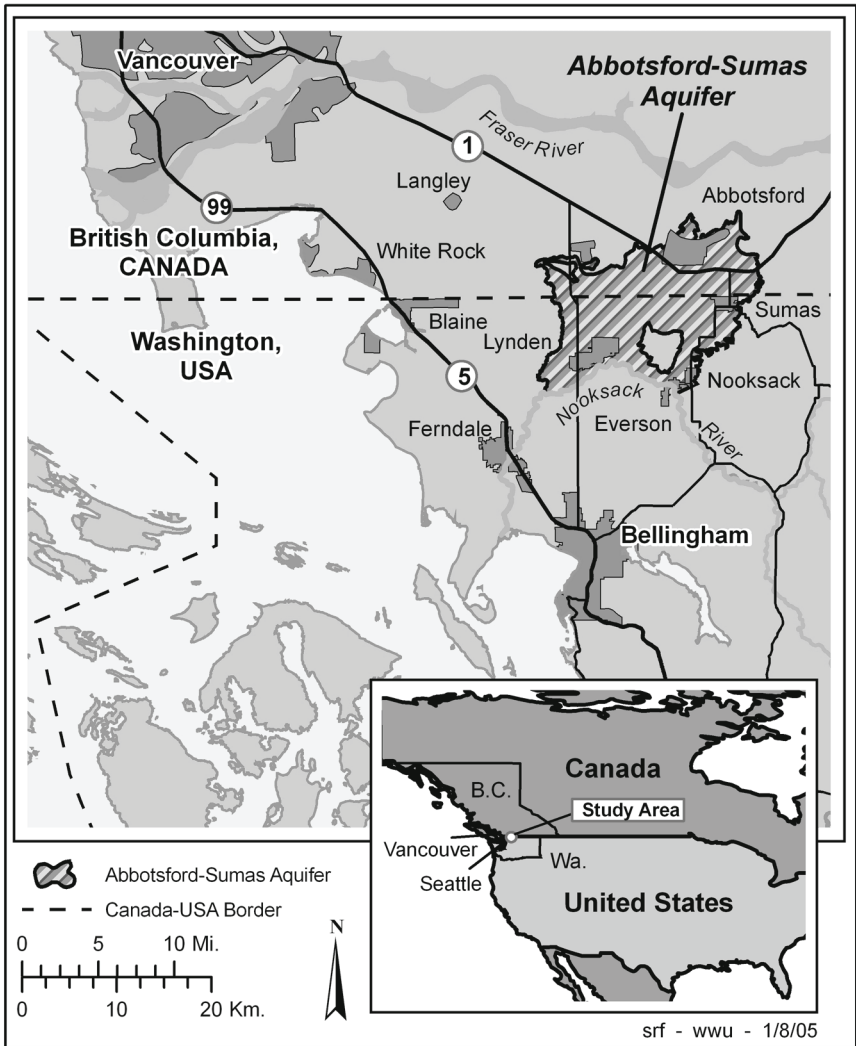 Vancouver
Abbotsford-Sumas
Aquifer
Fraser River
1
Langley
Abbotsford
99
British Columbia,
CANADA
White Rock
Washington,
USA
Blaine
Lynden
Sumas
5
Nooksack
Nooksack
River
Ferndale
Everson
Bellingham
Canada
B.C.
Study Area
Vancouver
Seattle
Wa.
United States
Abbotsford-Sumas Aquifer
Canada-USA Border
0 5 10 Mi.
0 10 20 Km.
N
srf - wwu - 1/8/05